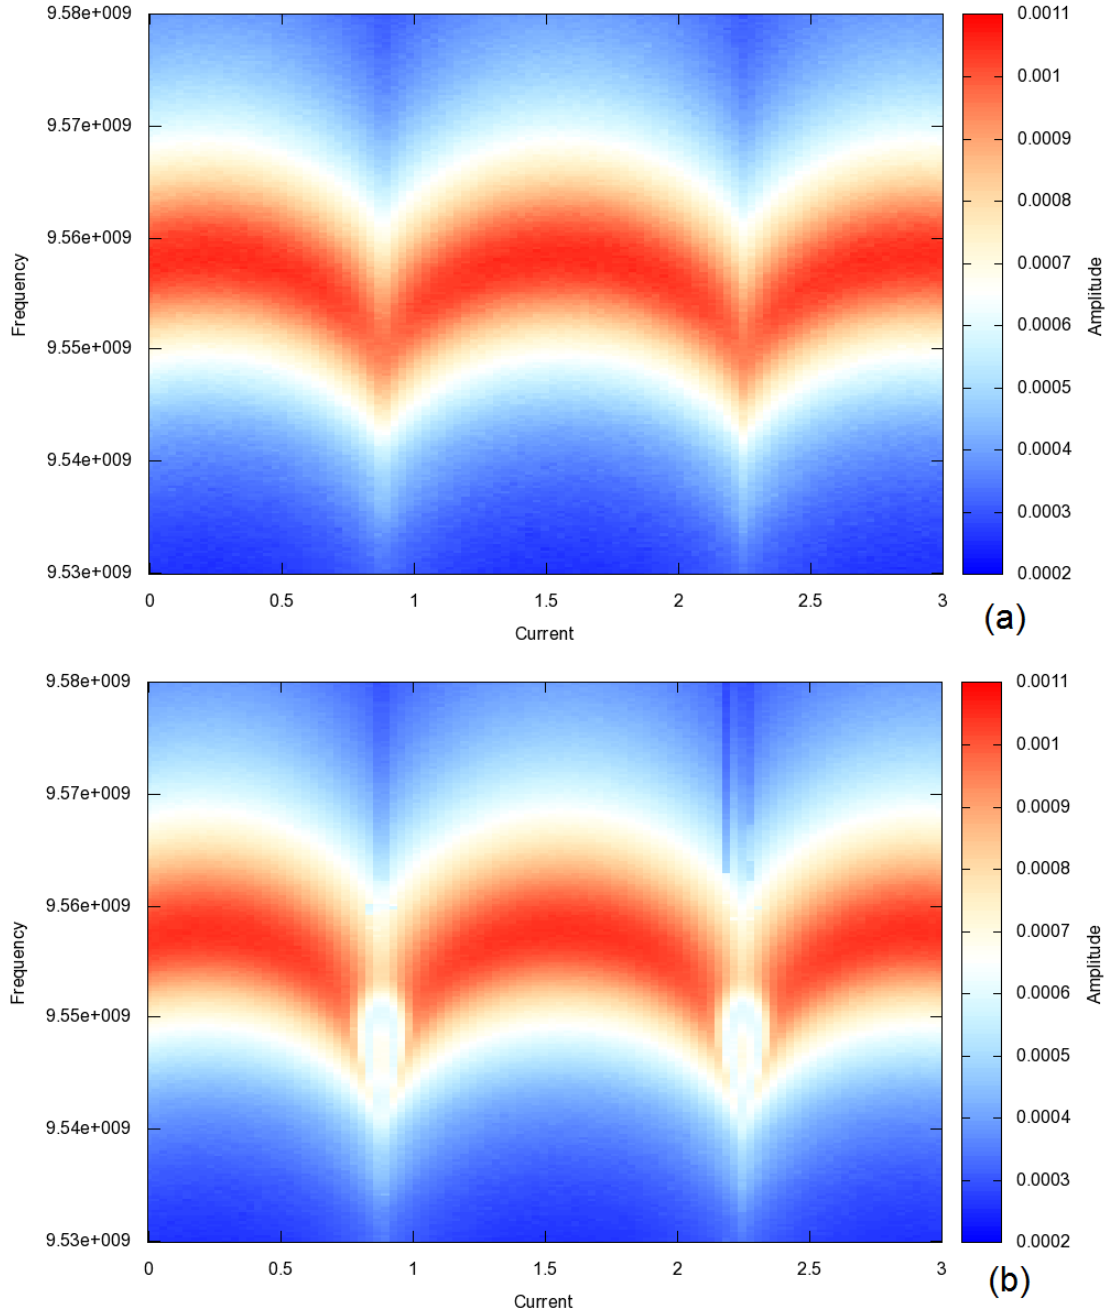 9.58e+009
9.57e+009
9.56e+009
9.55e+009
9.54e+009
9.53e+009
Frequency
0
0.5
1
1.5
2
2.5
3
Current
0.0011
0.001
0.0009
0.0008
0.0007
0.0006
0.0005
0.0004
0.0003
0.0002
Amplitude
(a)
9.58e+009
9.57e+009
9.56e+009
9.55e+009
9.54e+009
9.53e+009
Frequency
0
0.5
1
1.5
2
2.5
3
Current
0.0011
0.001
0.0009
0.0008
0.0007
0.0006
0.0005
0.0004
0.0003
0.0002
Amplitude
(b)